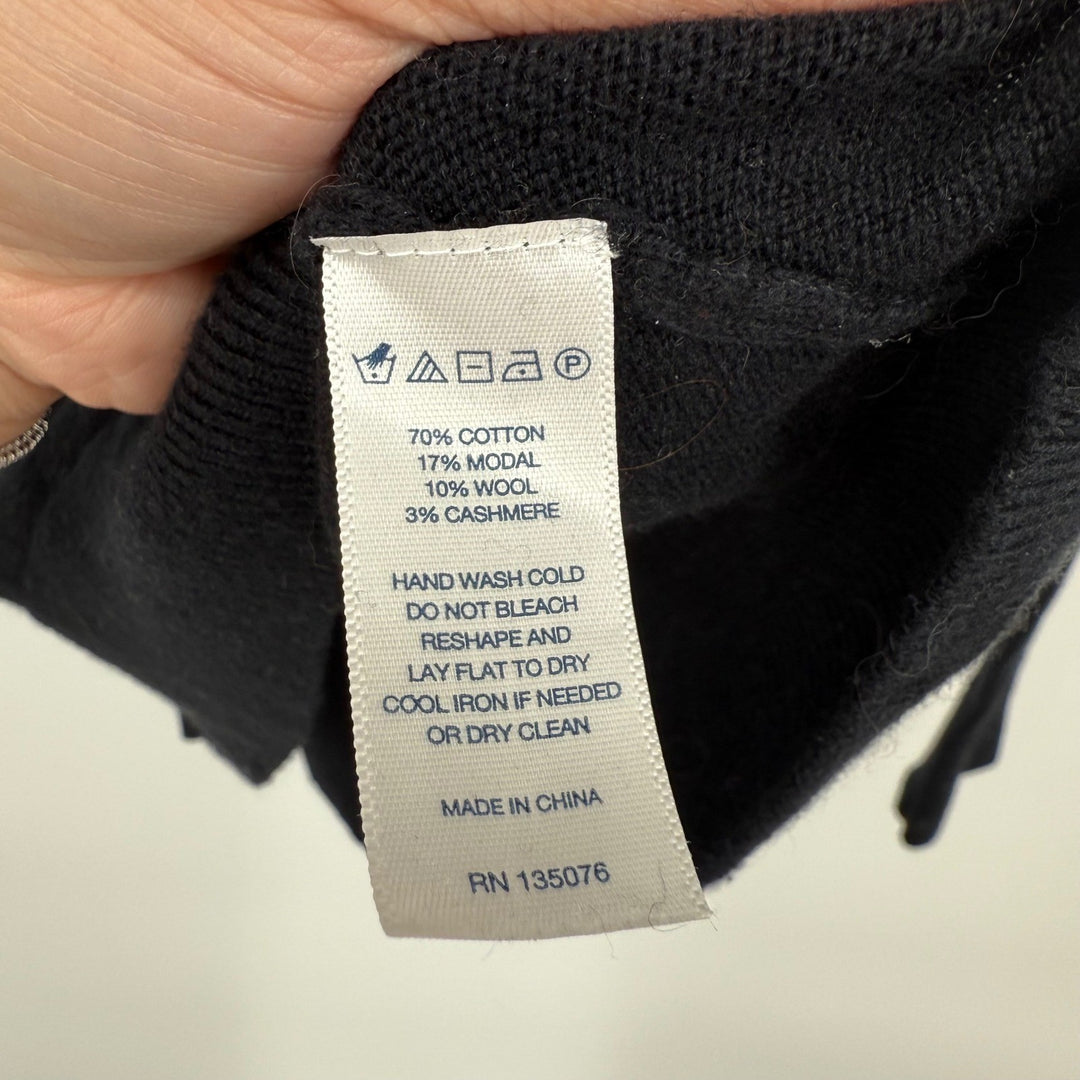 P
70% COTTON
17% MODAL
10% WOOL
3% CASHMERE
HAND WASH COLD
DO NOT BLEACH
RESHAPE AND
LAY FLAT TO DRY
COOL IRON IF NEEDED
OR DRY CLEAN
MADE IN CHINA
RN 135076